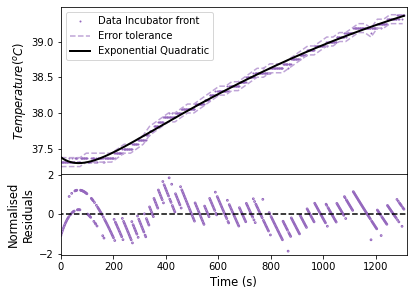 Data Incubator front
Error tolerance
Exponential Quadratic
Temperature(°C)
39.0
38.5
38.0
37.5
Normalised
Residuals
2
0
−2
0 200 400 600 800 1000 1200
Time (s)